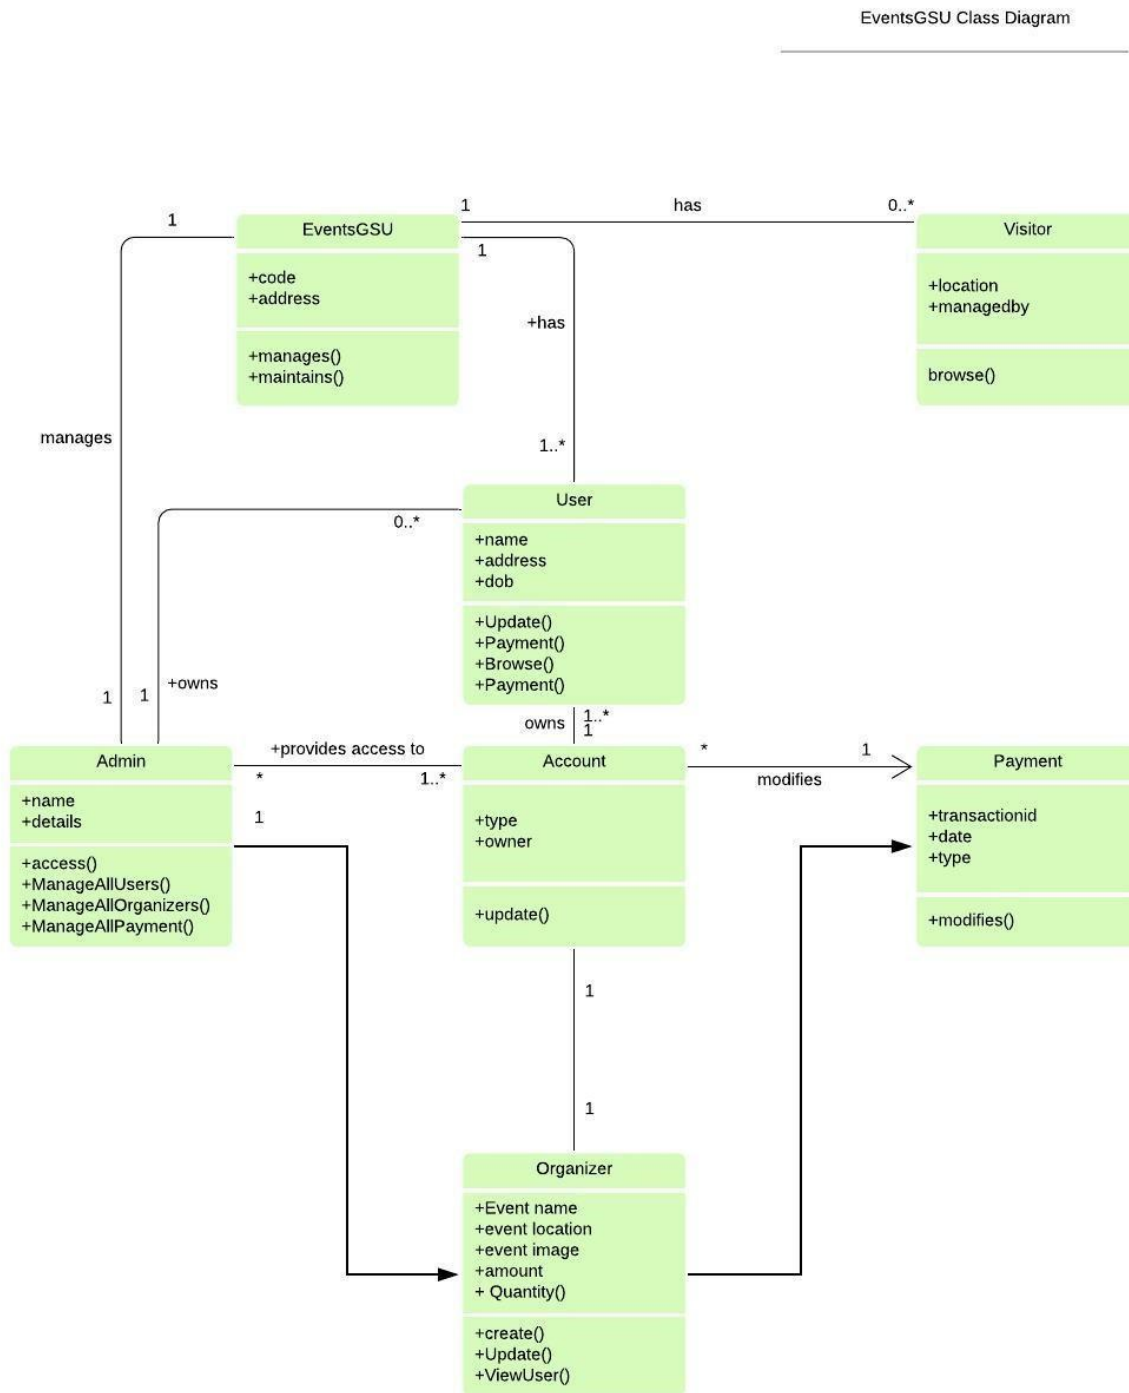 EventsGSU Class Diagram
1
has
0..*
1
EventsGSU
Visitor
1
+code
+address
+location
+managedby
+has
+manages()
+maintains()
browse()
manages
1..*
User
0..*
+name
+address
+dob
+Update()
+Payment()
+Browse()
+Payment()
+owns
1
1
owns
1..*
1
Admin
+provides access to
*
1..*
Account
*
1
modifies
Payment
+name
+details
1
+type
+owner
+transactionid
+date
+type
+access()
+ManageAllUsers()
+ManageAllOrganizers()
+ManageAllPayment()
+update()
+modifies()
1
1
Organizer
+Event name
+event location
+event image
+amount
+ Quantity()
+create()
+Update()
+ViewUser()